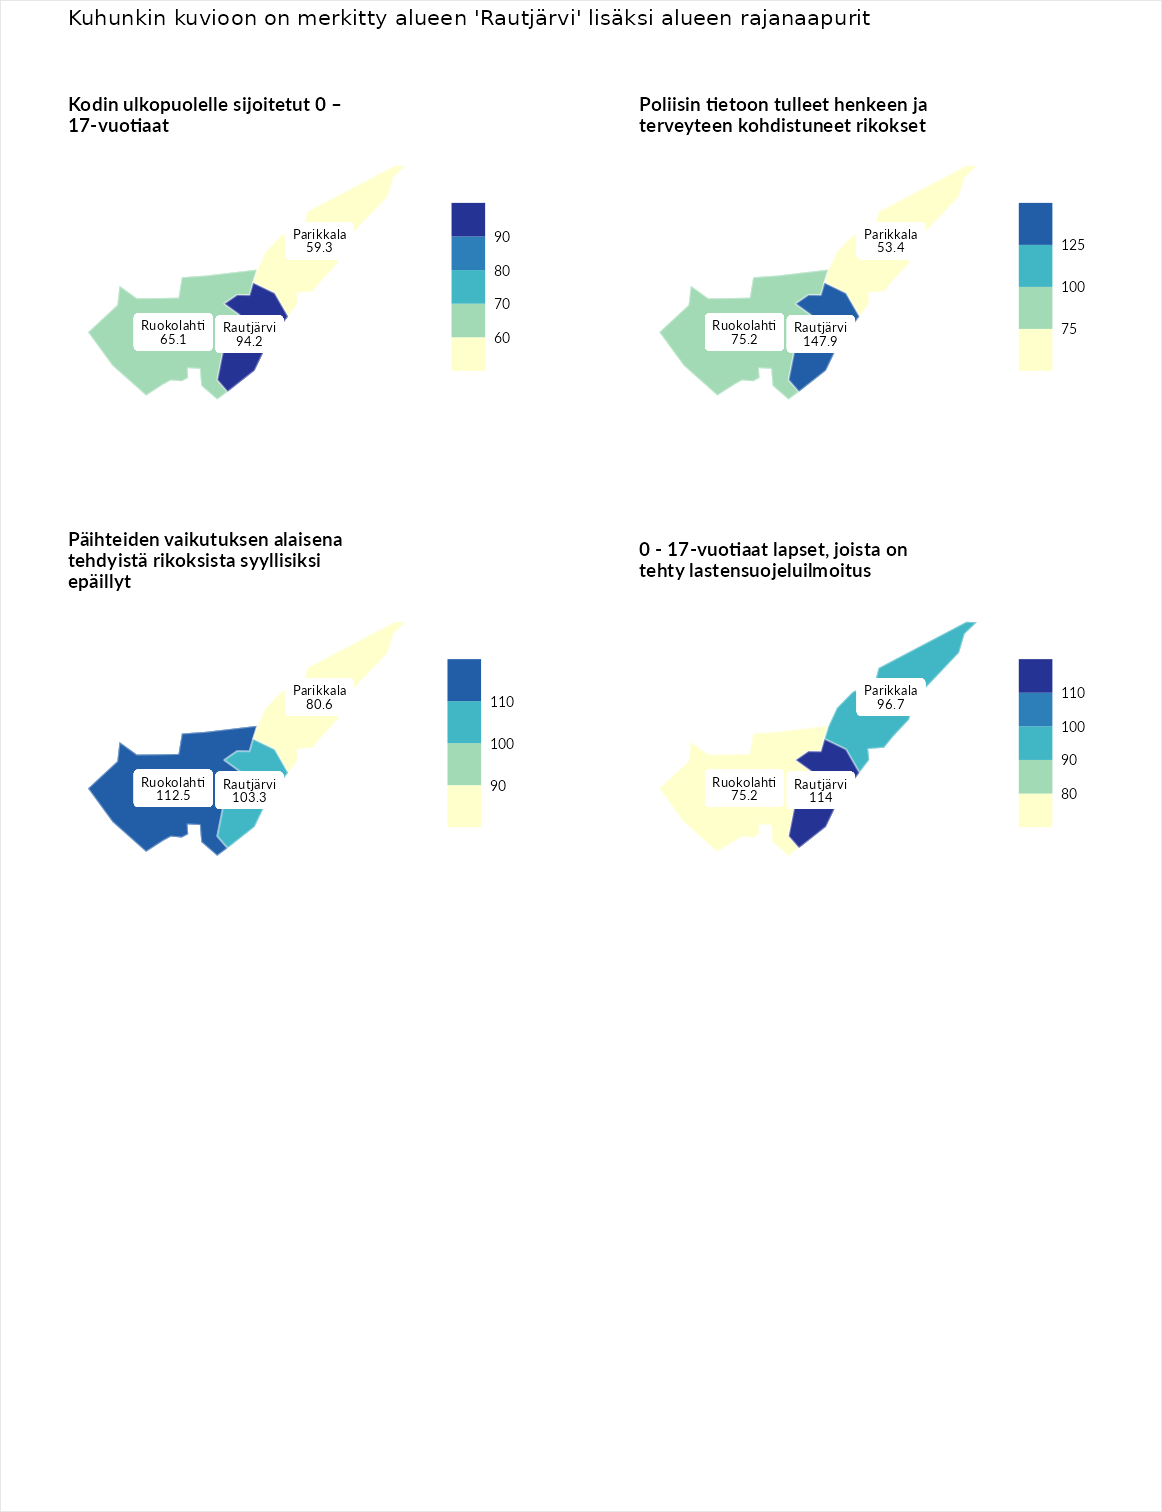 Kuhunkin kuvioon on merkitty alueen 'Rautjärvi' lisäksi alueen rajanaapurit
Kodin ulkopuolelle sijoitetut 0 –
17-vuotiaat
Parikkala
59.3
Ruokolahti
65.1
Rautjärvi
94.2
90
80
70
60
Poliisin tietoon tulleet henkeen ja
terveyteen kohdistuneet rikokset
Parikkala
53.4
Ruokolahti
75.2
Rautjärvi
147.9
125
100
75
Päihteiden vaikutuksen alaisena
tehdyistä rikoksista syyllisiksi
epäillyt
Parikkala
80.6
Ruokolahti
112.5
Rautjärvi
103.3
110
100
90
0 - 17-vuotiaat lapset, joista on
tehty lastensuojeluilmoitus
Parikkala
96.7
Ruokolahti
75.2
Rautjärvi
114
110
100
90
80